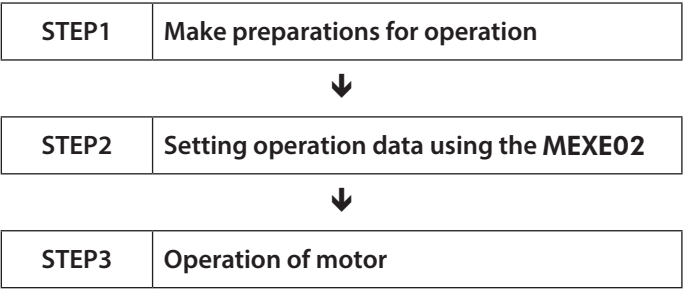 STEP1 Make preparations for operation
↓
STEP2 Setting operation data using the MEXE02
↓
STEP3 Operation of motor